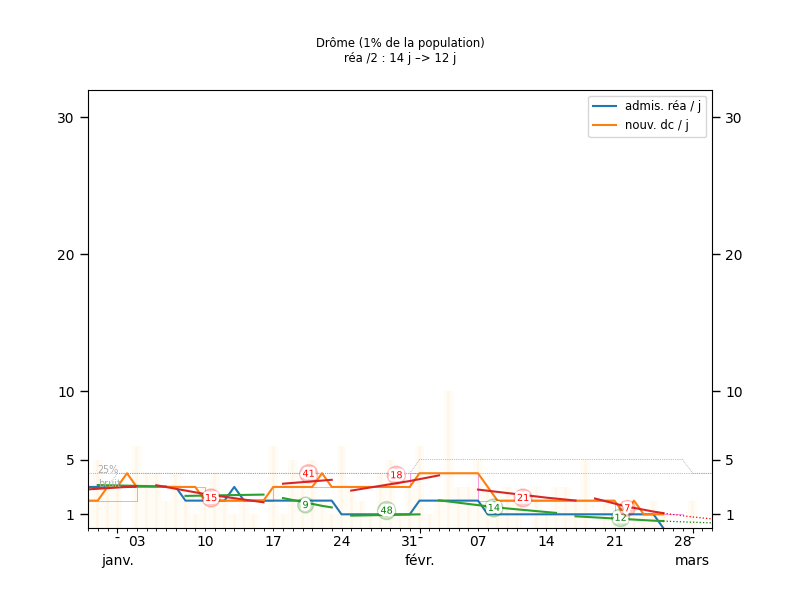 Drôme (1% de la population)
réa /2 : 14 j –> 12 j
admis. réa / j
nouv. dc / j
30 30
20 20
10 10
5 5
1 1
25%
bruit
15
41
9
18
48
14
21
7
12
- 03 10 17 24 31- 07 14 21 28-
janv. févr. mars